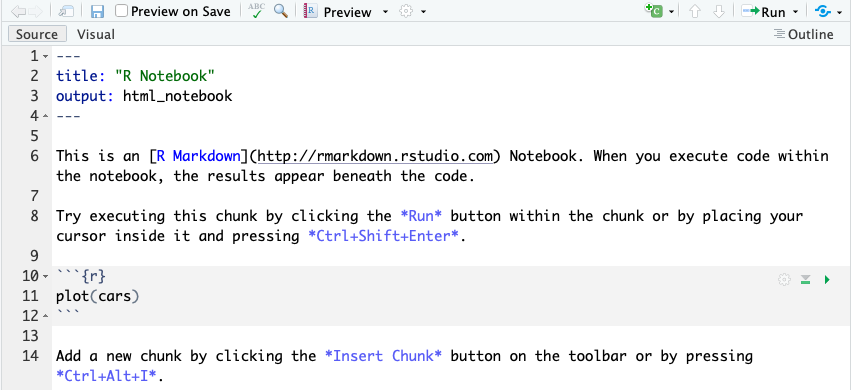 Preview on Save ABC R Preview +C Run
Source Visual Outline
1 ---
2 title: "R Notebook"
3 output: html_notebook
4 ---
5
6 This is an [R Markdown](http://rmarkdown.rstudio.com) Notebook. When you execute code within
the notebook, the results appear beneath the code.
7
8 Try executing this chunk by clicking the *Run* button within the chunk or by placing your
cursor inside it and pressing *Ctrl+Shift+Enter*.
9
10 ```{r}
11 plot(cars)
12 ```
13
14 Add a new chunk by clicking the *Insert Chunk* button on the toolbar or by pressing
*Ctrl+Alt+I*.